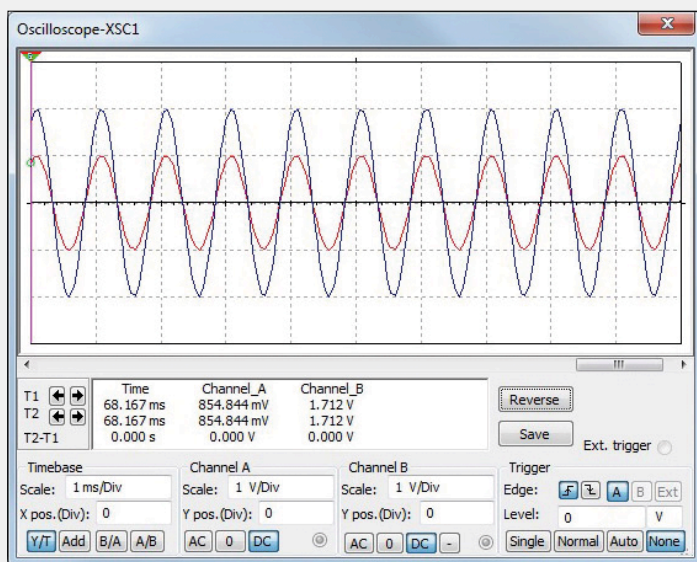 Oscilloscope-XSC1
T1
T2
T2-T1
Time Channel_A Channel_B
68.167 ms 854.844 mV 1.712 V
68.167 ms 854.844 mV 1.712 V
0.000 s 0.000 V 0.000 V
Reverse
Save
Ext. trigger
Timebase
Scale: 1 ms/Div
X pos.(Div): 0
Y/T Add B/A A/B
Channel A
Scale: 1 V/Div
Y pos.(Div): 0
AC 0 DC
Channel B
Scale: 1 V/Div
Y pos.(Div): 0
AC 0 DC -
Trigger
Edge: A B Ext
Level: 0 V
Single Normal Auto None